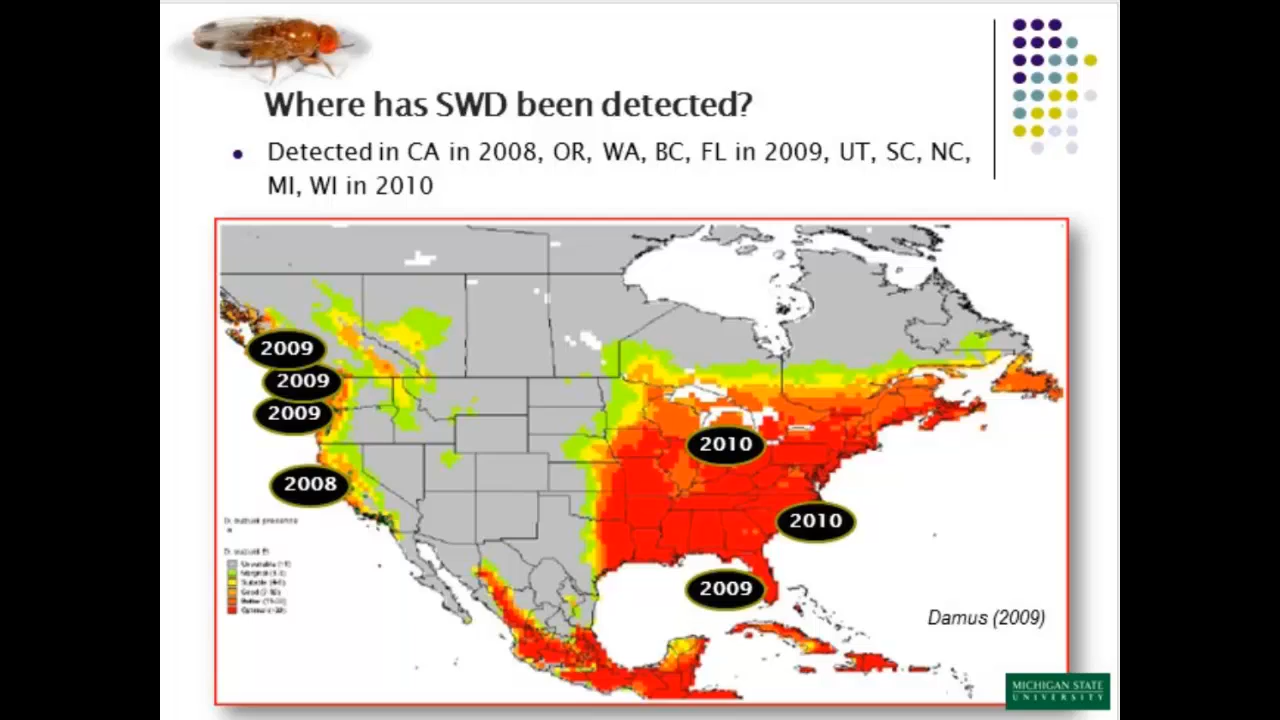 Where has SWD been detected?
• Detected in CA in 2008, OR, WA, BC, FL in 2009, UT, SC, NC,
MI, WI in 2010
2009
2009
2009
2010
2008
2010
2009
Damus (2009)
MICHIGAN STATE
UNIVERSITY